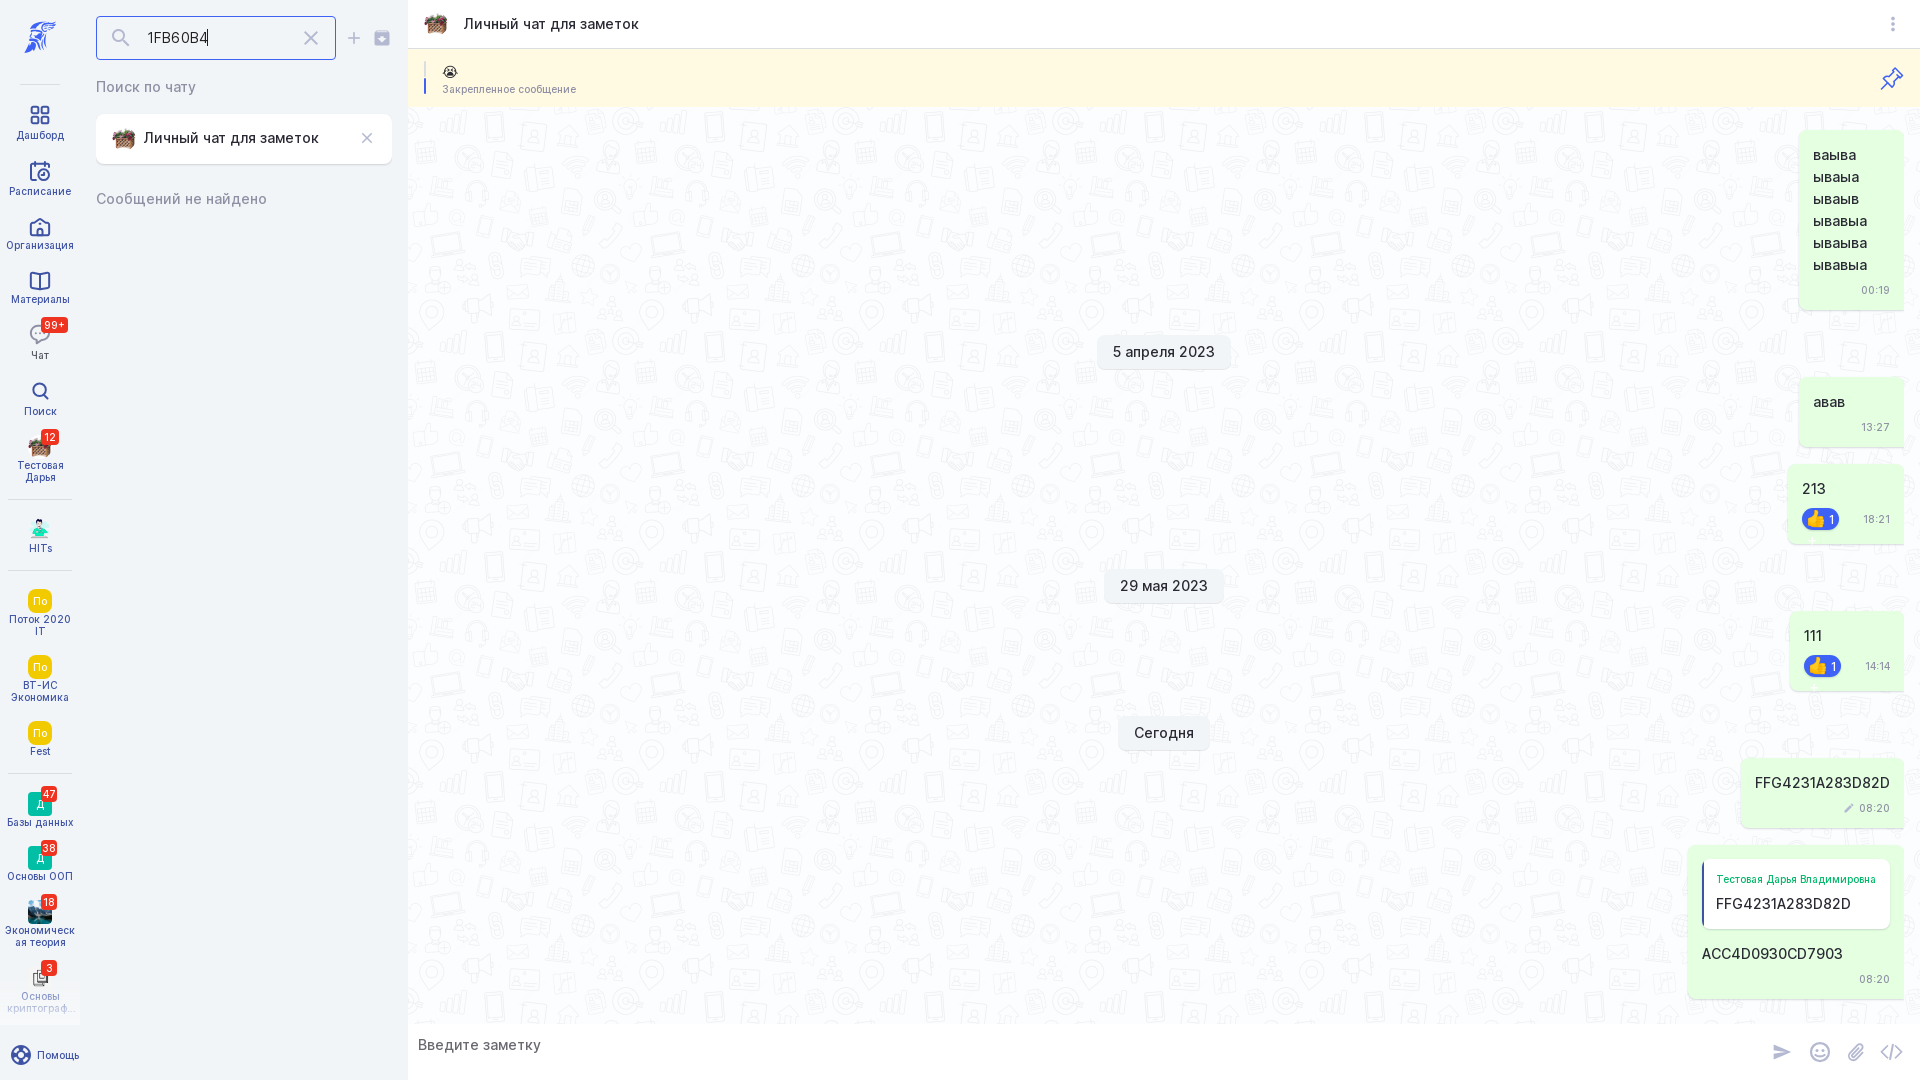 Дашборд
Расписание
Организация
Материалы
99+
Чат
Поиск
12
Тестовая
Дарья
HITs
По
Поток 2020
IT
По
ВТ-ИС
Экономика
По
Fest
47
Д
Базы данных
38
Д
Основы ООП
18
Экономическ
ая теория
3
Основы
криптограф...
Помощь
1FB60B4
Поиск по чату
Личный чат для заметок
Сообщений не найдено
Личный чат для заметок
Закрепленное сообщение
ваыва
ываыа
ываыв
ывавыа
ываыва
ывавыа
00:19
5 апреля 2023
авав
13:27
213
1
18:21
29 мая 2023
111
1
14:14
Сегодня
FFG4231A283D82D
08:20
Тестовая Дарья Владимировна
FFG4231A283D82D
ACC4D0930CD7903
08:20
Введите заметку